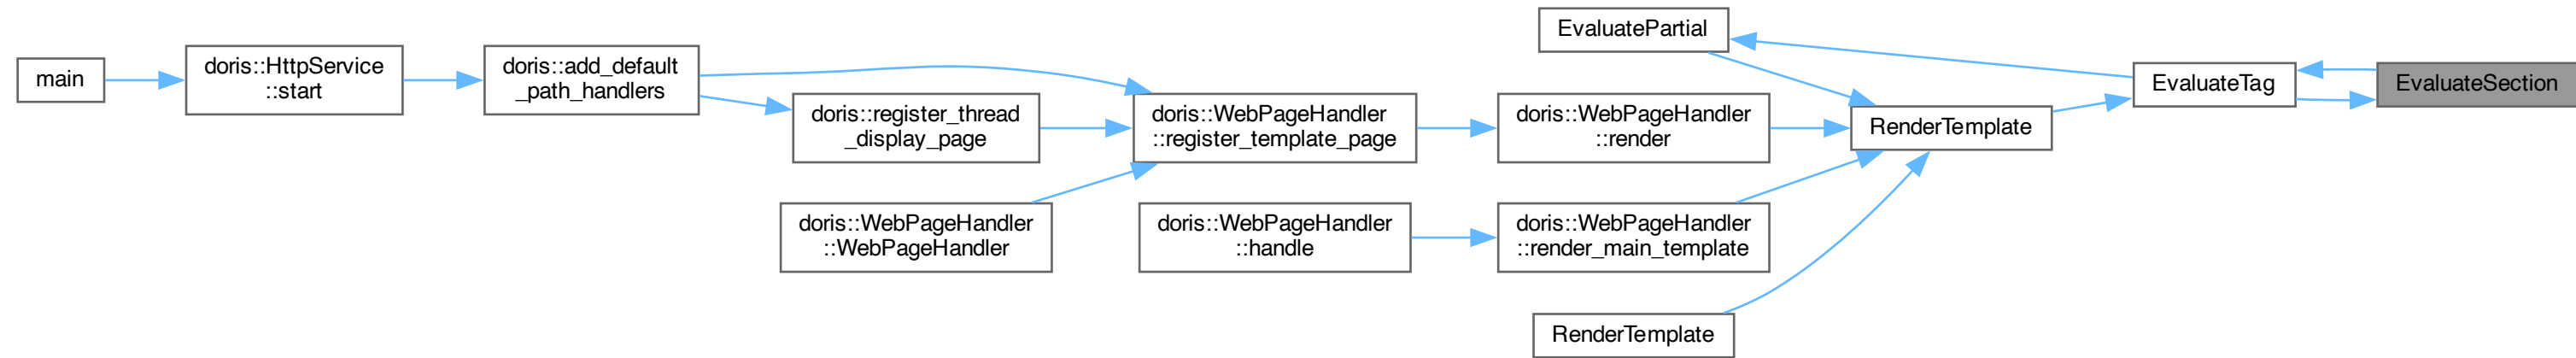 main
doris::HttpService
::start
doris::add_default
_path_handlers
doris::register_thread
_display_page
doris::WebPageHandler
::WebPageHandler
doris::WebPageHandler
::register_template_page
doris::WebPageHandler
::handle
doris::WebPageHandler
::render
doris::WebPageHandler
::render_main_template
EvaluatePartial
RenderTemplate
RenderTemplate
EvaluateTag
EvaluateSection